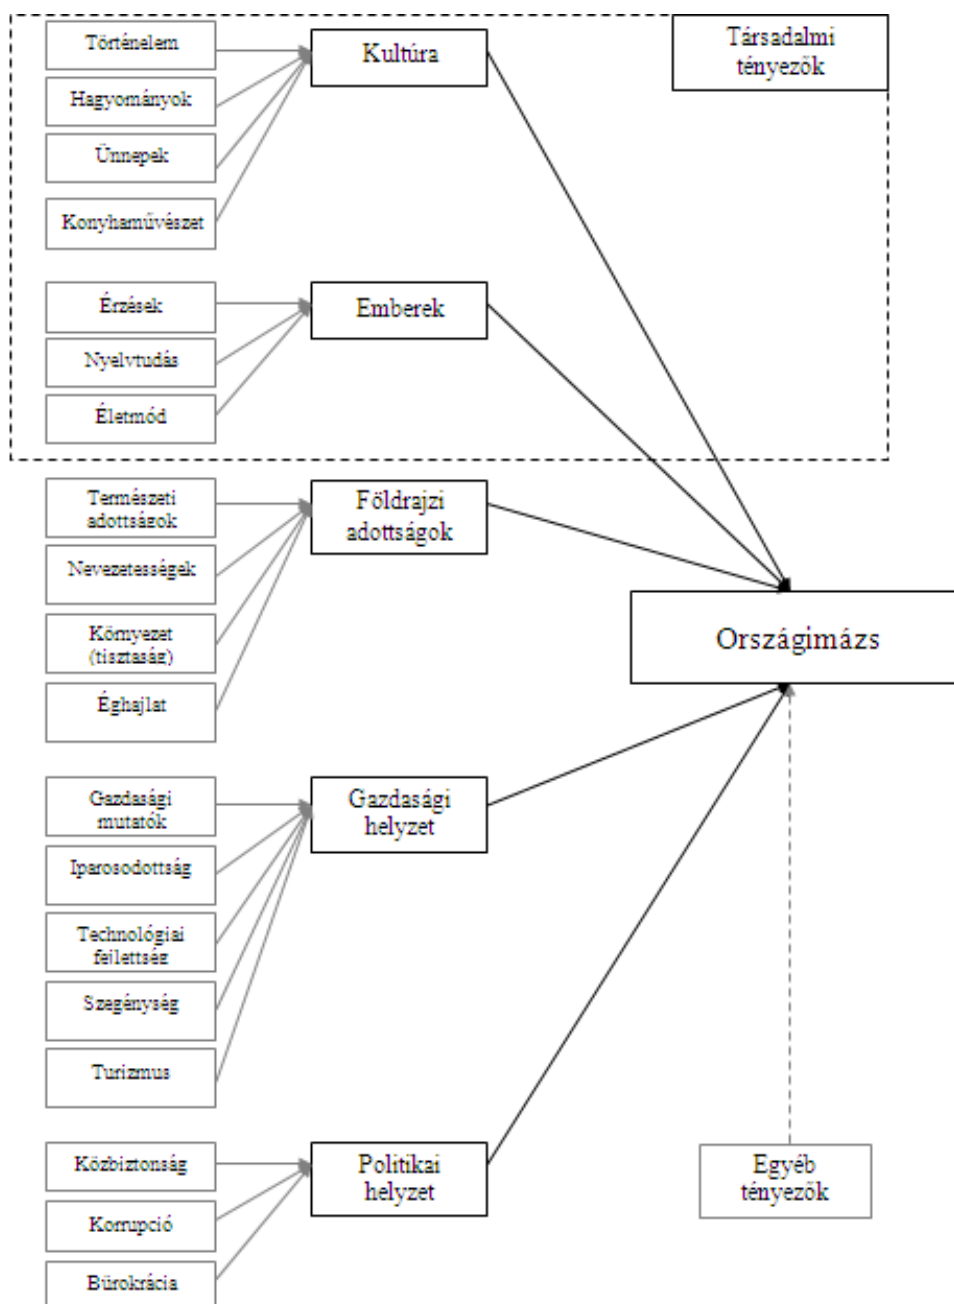 Történelem
Hagyományok
Ünnepek
Konyhaművészet
Kultúra
Társadalmi
tényezők
Érzések
Nyelvtudás
Életmód
Emberek
Természeti
adottságok
Nevezetességek
Környezet
(tisztaság)
Éghajlat
Földrajzi
adottságok
Országimázs
Gazdasági
mutatók
Iparosodottság
Technológiai
fejlettség
Szegénység
Turizmus
Gazdasági
helyzet
Közbiztonság
Korrupció
Bürokrácia
Politikai
helyzet
Egyéb
tényezők